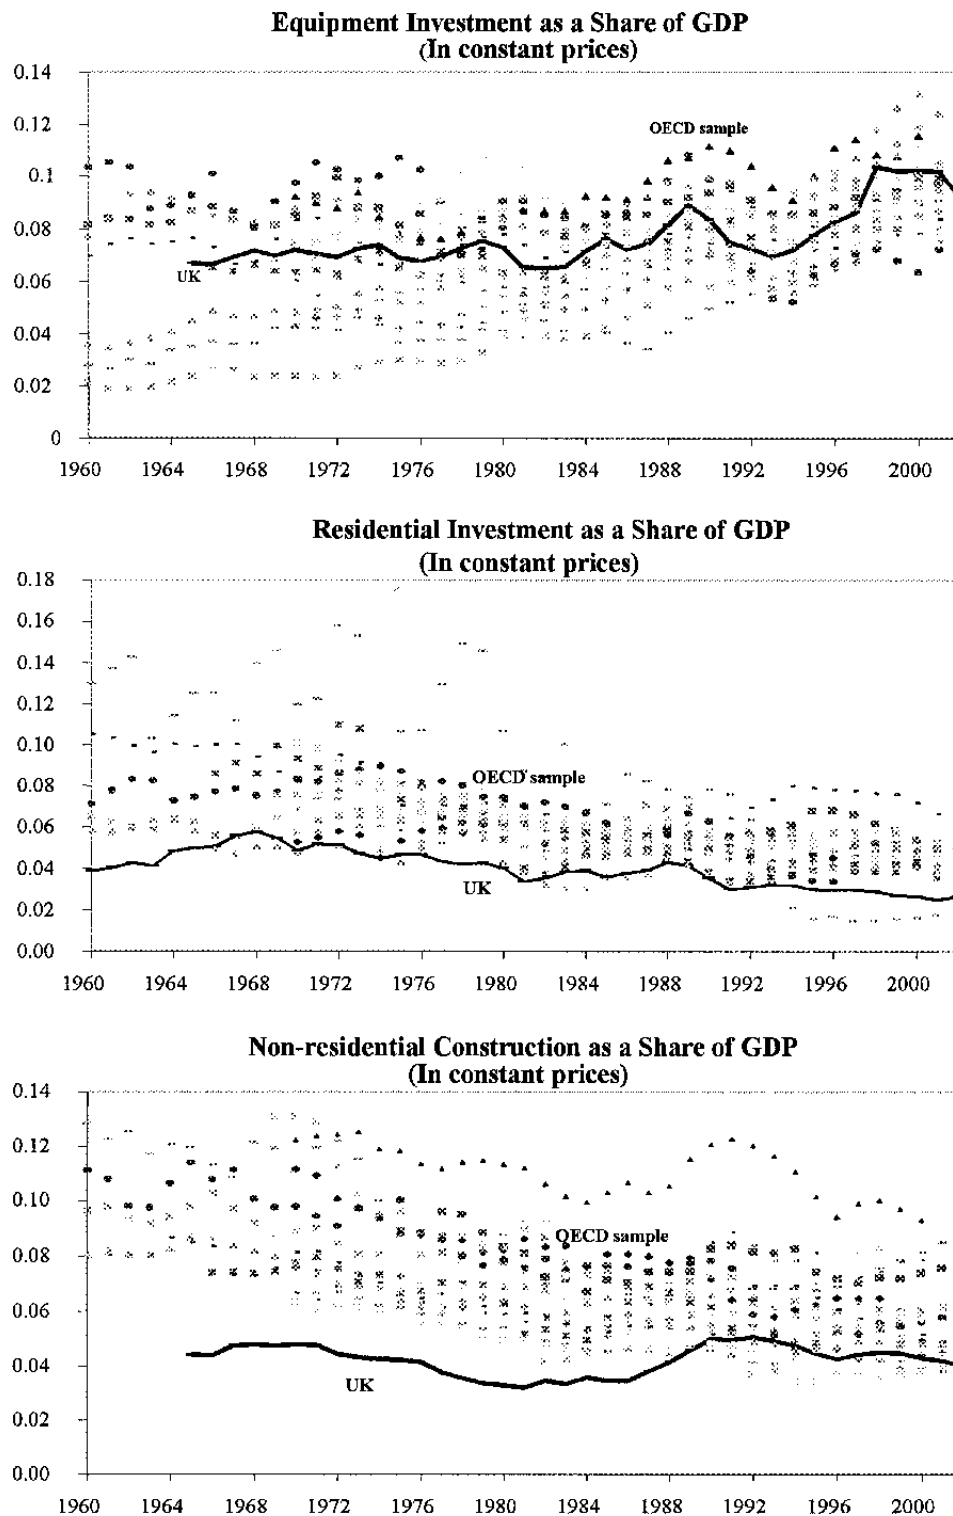 Equipment Investment as a Share of GDP
(In constant prices)
0.14
0.12
OECD sample
0.1
0.08
UK
0.06
0.04
0.02
0
1960 1964 1968 1972 1976 1980 1984 1988 1992 1996 2000
Residential Investment as a Share of GDP
(In constant prices)
0.18
0.16
0.14
0.12
0.10
OECD sample
0.08
0.06
0.04
UK
0.02
0.00
1960 1964 1968 1972 1976 1980 1984 1988 1992 1996 2000
Non-residential Construction as a Share of GDP
(In constant prices)
0.14
0.12
0.10
OECD sample
0.08
0.06
0.04
UK
0.02
0.00
1960 1964 1968 1972 1976 1980 1984 1988 1992 1996 2000